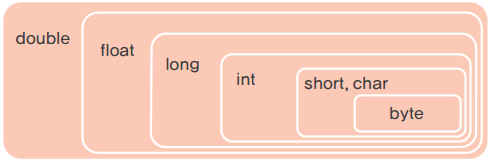 double
float
long
int
short, char
byte